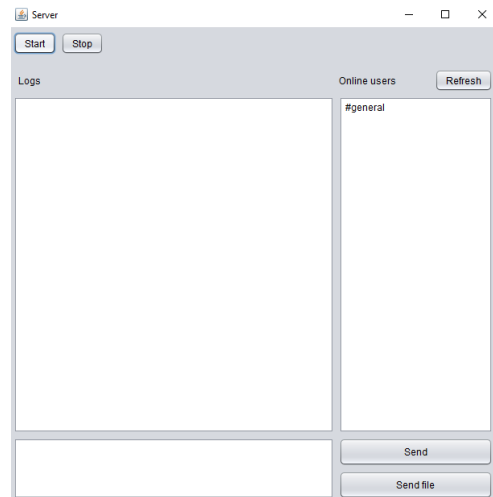 Server
Start Stop
Logs Online users Refresh
#general
Send
Send file